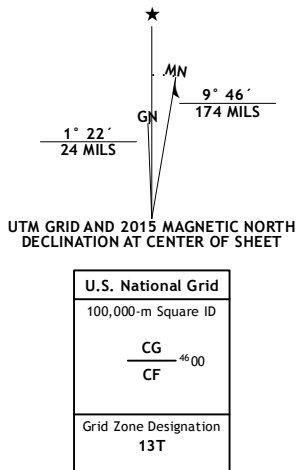 ★
MN
GN
9° 46´
174 MILS
1° 22´
24 MILS
UTM GRID AND 2015 MAGNETIC NORTH
DECLINATION AT CENTER OF SHEET
U.S. National Grid
100,000-m Square ID
CG
4600
CF
Grid Zone Designation
13T